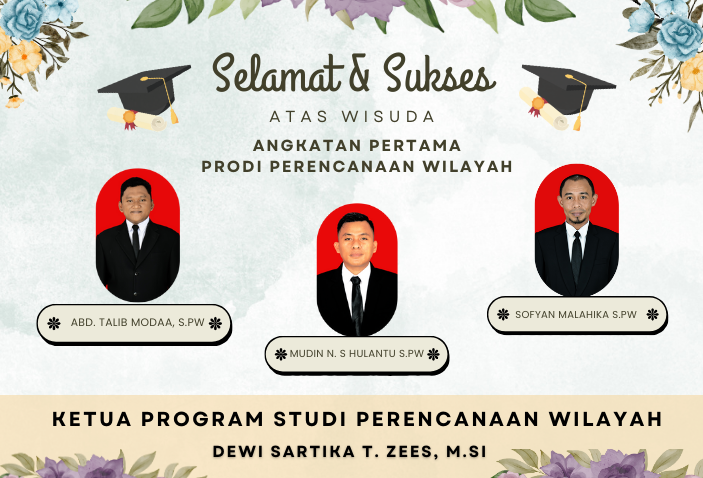 Selamat & Sukses
ATAS WISUDA
ANGKATAN PERTAMA
PRODI PERENCANAAN WILAYAH
ABD. TALIB MODAA, S.PW
MUDIN N. S HULANTU S.PW
SOFYAN MALAHIKA S.PW
KETUA PROGRAM STUDI PERENCANAAN WILAYAH
DEWI SARTIKA T. ZEES, M.SI